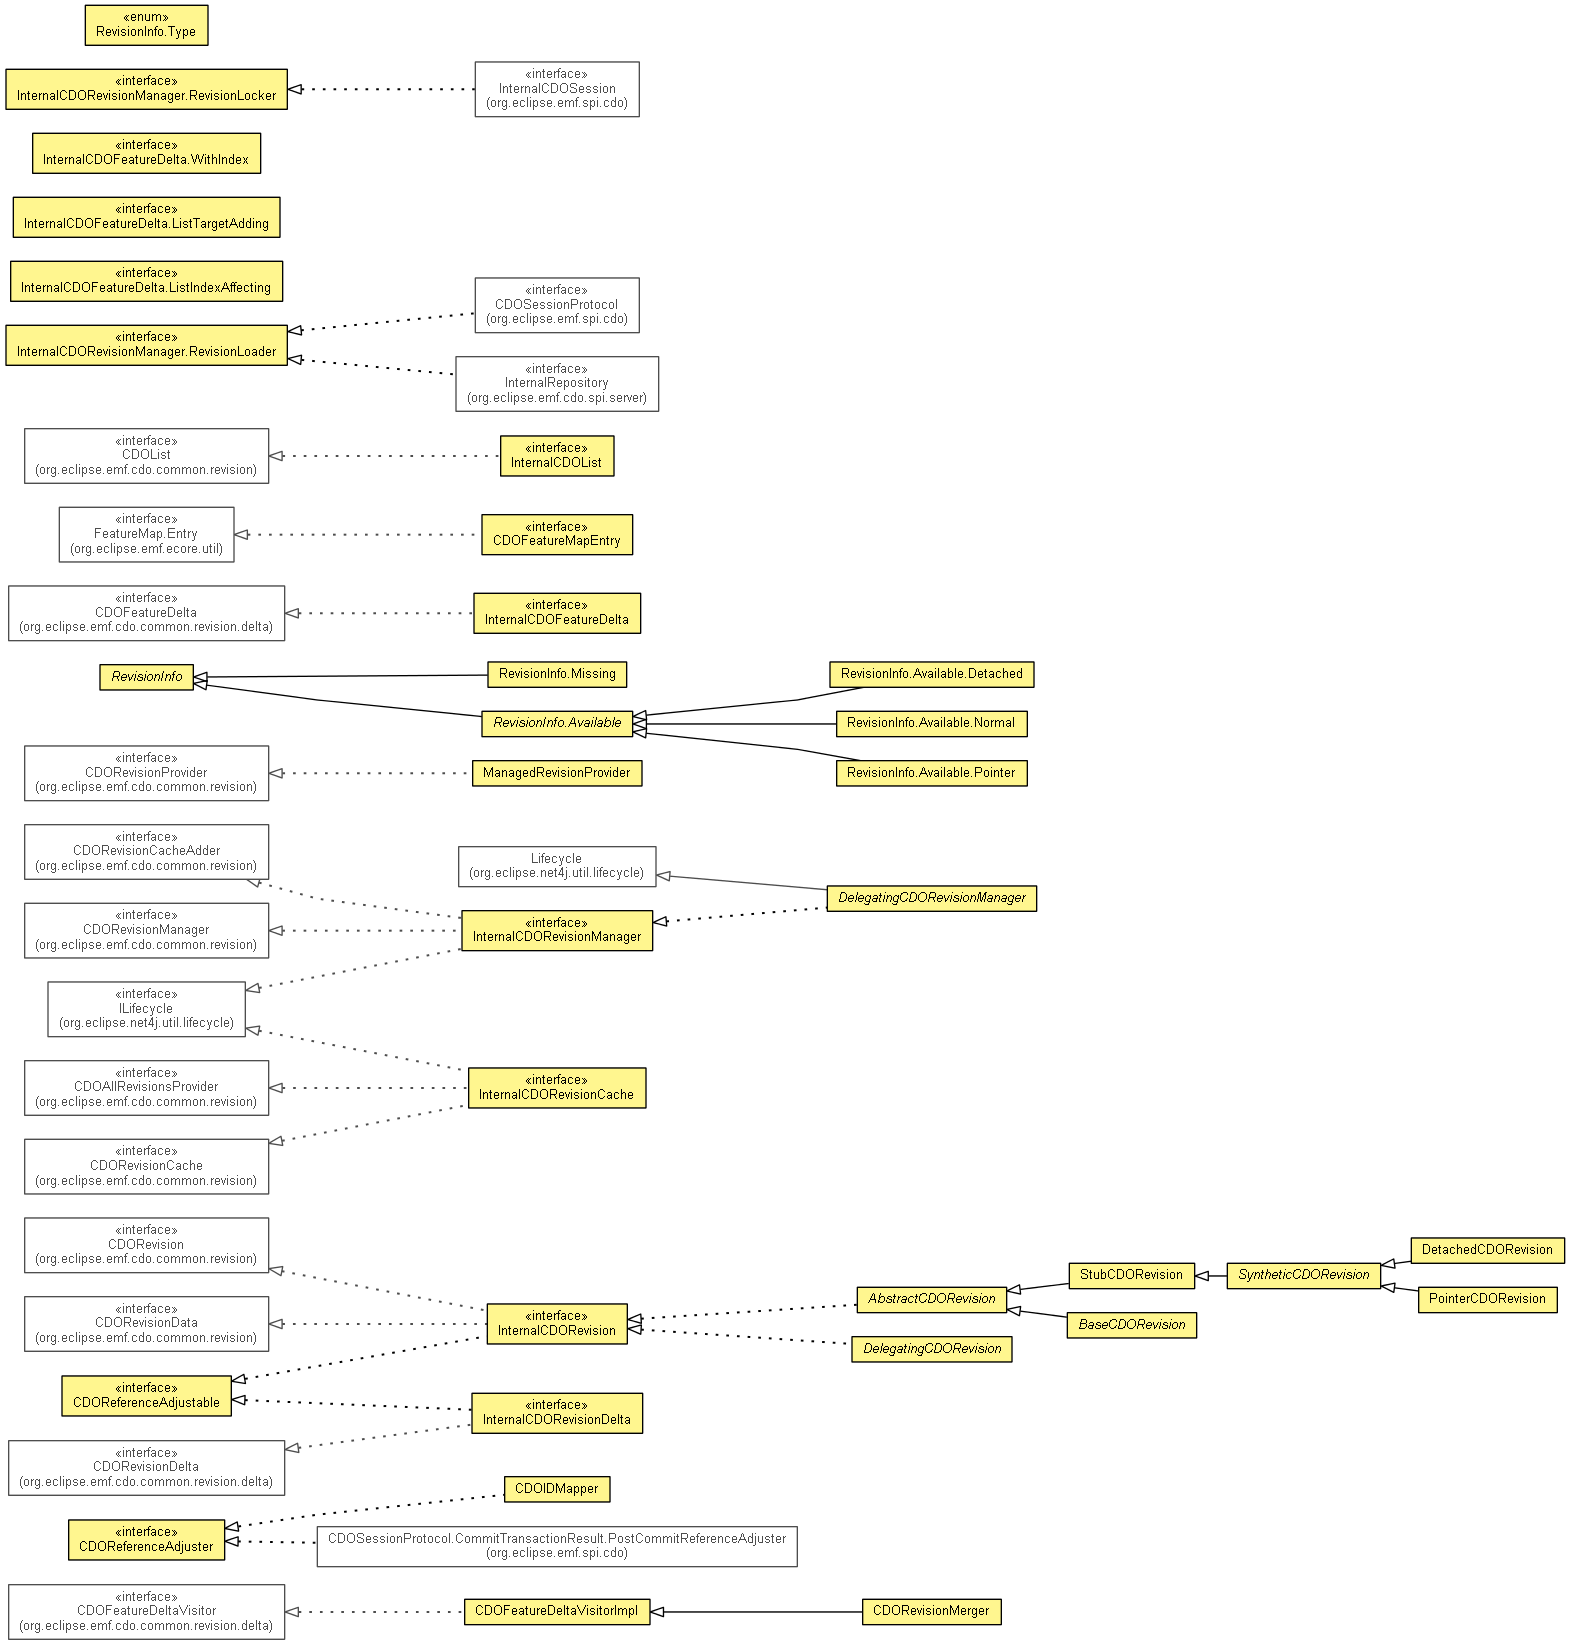 «enum»
RevisionInfo.Type
«interface»
InternalCDORevisionManager.RevisionLocker
«interface»
InternalCDOSession
(org.eclipse.emf.spi.cdo)
«interface»
InternalCDOFeatureDelta.WithIndex
«interface»
InternalCDOFeatureDelta.ListTargetAdding
«interface»
InternalCDOFeatureDelta.ListIndexAffecting
«interface»
InternalCDORevisionManager.RevisionLoader
«interface»
CDOSessionProtocol
(org.eclipse.emf.spi.cdo)
«interface»
InternalRepository
(org.eclipse.emf.cdo.spi.server)
«interface»
CDOList
(org.eclipse.emf.cdo.common.revision)
«interface»
InternalCDOList
«interface»
FeatureMap.Entry
(org.eclipse.emf.ecore.util)
«interface»
CDOFeatureMapEntry
«interface»
CDOFeatureDelta
(org.eclipse.emf.cdo.common.revision.delta)
«interface»
InternalCDOFeatureDelta
RevisionInfo
RevisionInfo.Missing
RevisionInfo.Available
RevisionInfo.Available.Detached
RevisionInfo.Available.Normal
RevisionInfo.Available.Pointer
«interface»
CDORevisionProvider
(org.eclipse.emf.cdo.common.revision)
ManagedRevisionProvider
«interface»
CDORevisionCacheAdder
(org.eclipse.emf.cdo.common.revision)
Lifecycle
(org.eclipse.net4j.util.lifecycle)
DelegatingCDORevisionManager
«interface»
CDORevisionManager
(org.eclipse.emf.cdo.common.revision)
«interface»
InternalCDORevisionManager
«interface»
ILifecycle
(org.eclipse.net4j.util.lifecycle)
«interface»
CDOAllRevisionsProvider
(org.eclipse.emf.cdo.common.revision)
«interface»
InternalCDORevisionCache
«interface»
CDORevisionCache
(org.eclipse.emf.cdo.common.revision)
«interface»
CDORevision
(org.eclipse.emf.cdo.common.revision)
«interface»
CDORevisionData
(org.eclipse.emf.cdo.common.revision)
«interface»
InternalCDORevision
AbstractCDORevision
DelegatingCDORevision
StubCDORevision
BaseCDORevision
SyntheticCDORevision
DetachedCDORevision
PointerCDORevision
«interface»
CDOReferenceAdjustable
«interface»
InternalCDORevisionDelta
«interface»
CDORevisionDelta
(org.eclipse.emf.cdo.common.revision.delta)
CDOIDMapper
«interface»
CDOReferenceAdjuster
CDOSessionProtocol.CommitTransactionResult.PostCommitReferenceAdjuster
(org.eclipse.emf.spi.cdo)
«interface»
CDOFeatureDeltaVisitor
(org.eclipse.emf.cdo.common.revision.delta)
CDOFeatureDeltaVisitorImpl
CDORevisionMerger